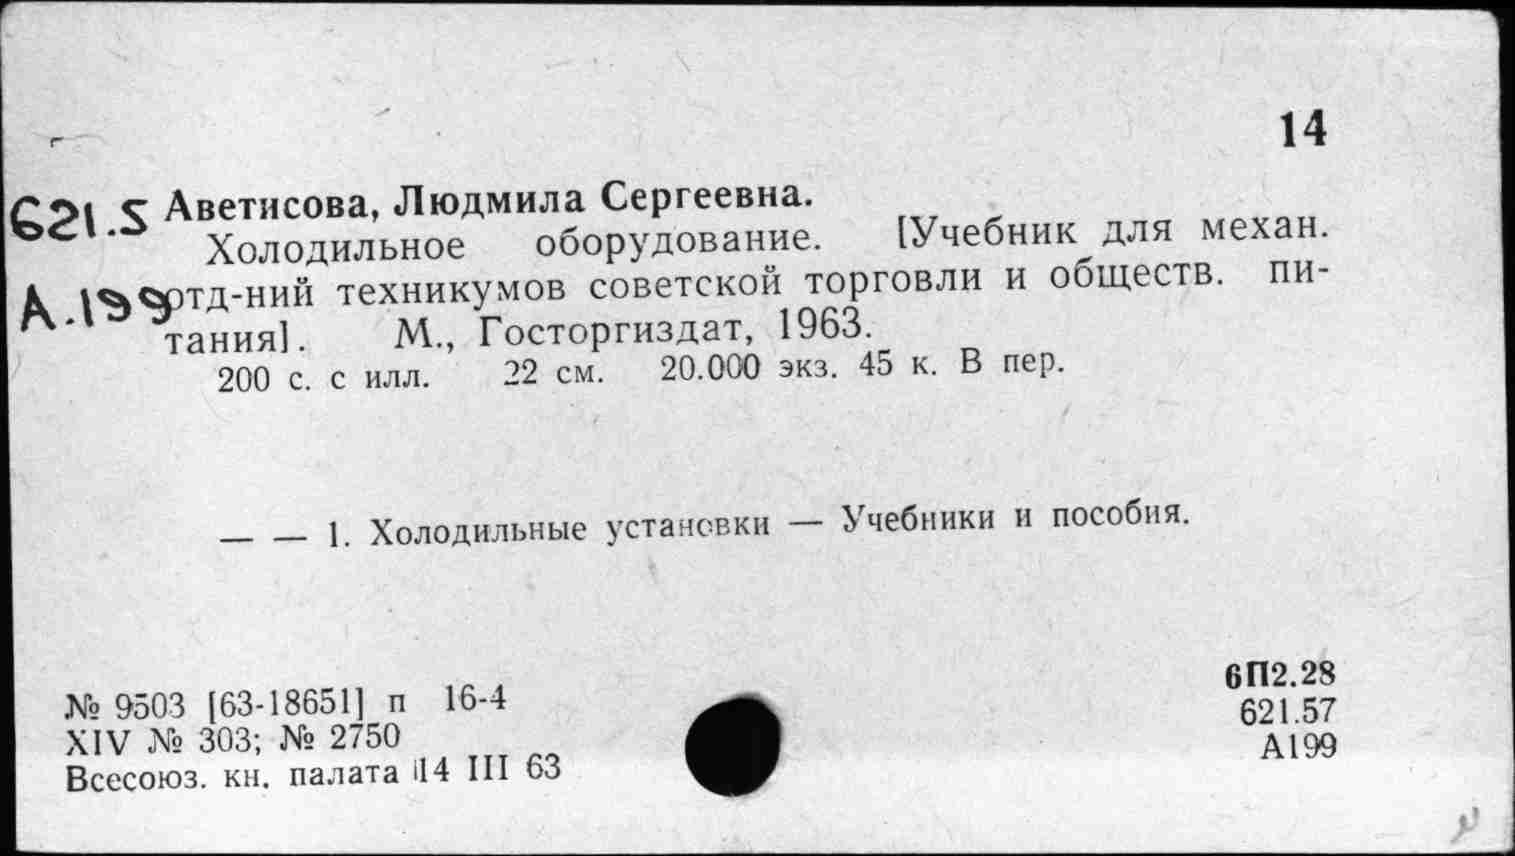 14
621.5 Аветисова, Людмила Сергеевна.
Холодильное оборудование. [Учебник для механ.
А.199 отд-ний техникумов советской торговли и обществ. пи-
тания]. М., Госторгиздат, 1963.
200 с. с илл. 22 см. 20.000 экз. 45 к. В пер.
— — 1. Холодильные установки — Учебники и пособия.
6П2.28
№ 9503 [63-18651] п 16-4
621.57
XIV № 303; № 2750
А199
Всесоюз. кн. палата 14 III 63